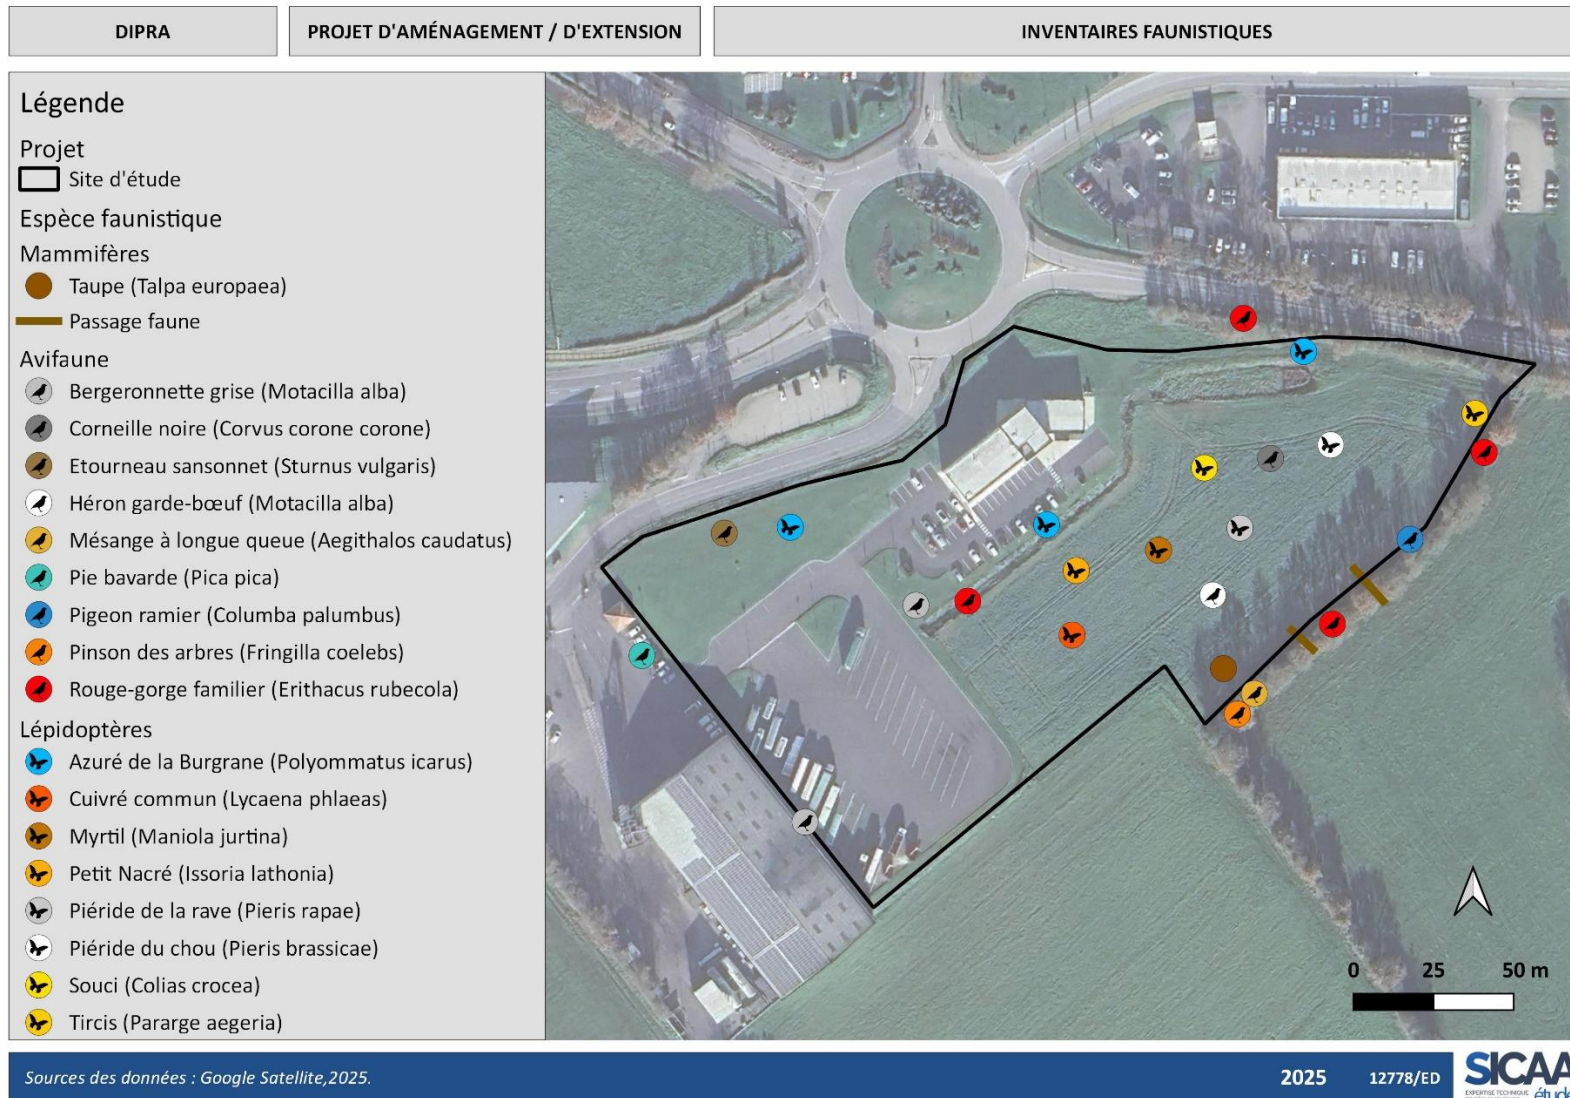 DIPRA
PROJET D'AMÉNAGEMENT / D'EXTENSION
INVENTAIRES FAUNISTIQUES
Légende
Projet
Site d'étude
Espèce faunistique
Mammifères
Taupe (Talpa europaea)
Passage faune
Avifaune
Bergeronnette grise (Motacilla alba)
Corneille noire (Corvus corone corone)
Etourneau sansonnet (Sturnus vulgaris)
Héron garde-bœuf (Motacilla alba)
Mésange à longue queue (Aegithalos caudatus)
Pie bavarde (Pica pica)
Pigeon ramier (Columba palumbus)
Pinson des arbres (Fringilla coelebs)
Rouge-gorge familier (Erithacus rubecola)
Lépidoptères
Azuré de la Burgrane (Polyommatus icarus)
Cuivré commun (Lycaena phlaeas)
Myrtil (Maniola jurtina)
Petit Nacré (Issoria lathonia)
Piéride de la rave (Pieris rapae)
Piéride du chou (Pieris brassicae)
Souci (Colias crocea)
Tircis (Pararge aegeria)
0 25 50 m
Sources des données : Google Satellite,2025.
2025
12778/ED
SICAA
EXPERTISE TECHNIQUE
étude